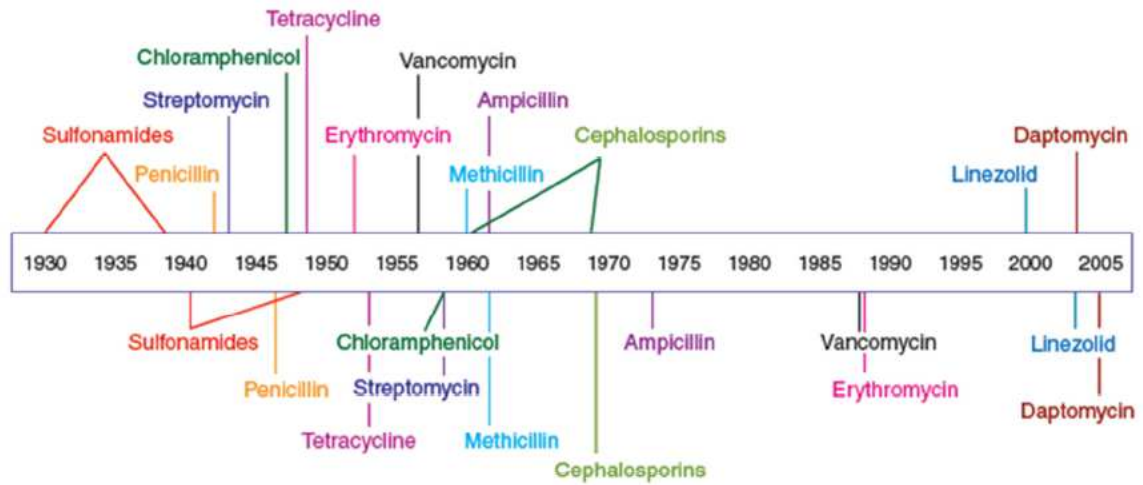 Tetracycline
Chloramphenicol
Vancomycin
Streptomycin
Ampicillin
Sulfonamides
Erythromycin
Cephalosporins
Daptomycin
Penicillin
Methicillin
Linezolid
1930 1935 1940 1945 1950 1955 1960 1965 1970 1975 1980 1985 1990 1995 2000 2005
Sulfonamides
Chloramphenicol
Ampicillin
Vancomycin
Linezolid
Penicillin
Streptomycin
Erythromycin
Daptomycin
Tetracycline
Methicillin
Cephalosporins